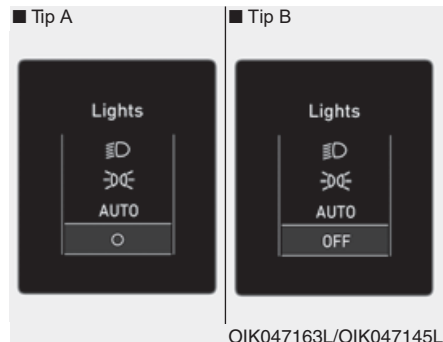 ■ Tip A
■ Tip B
Lights
AUTO
O
Lights
AUTO
OFF
OIK047163L/OIK047145L